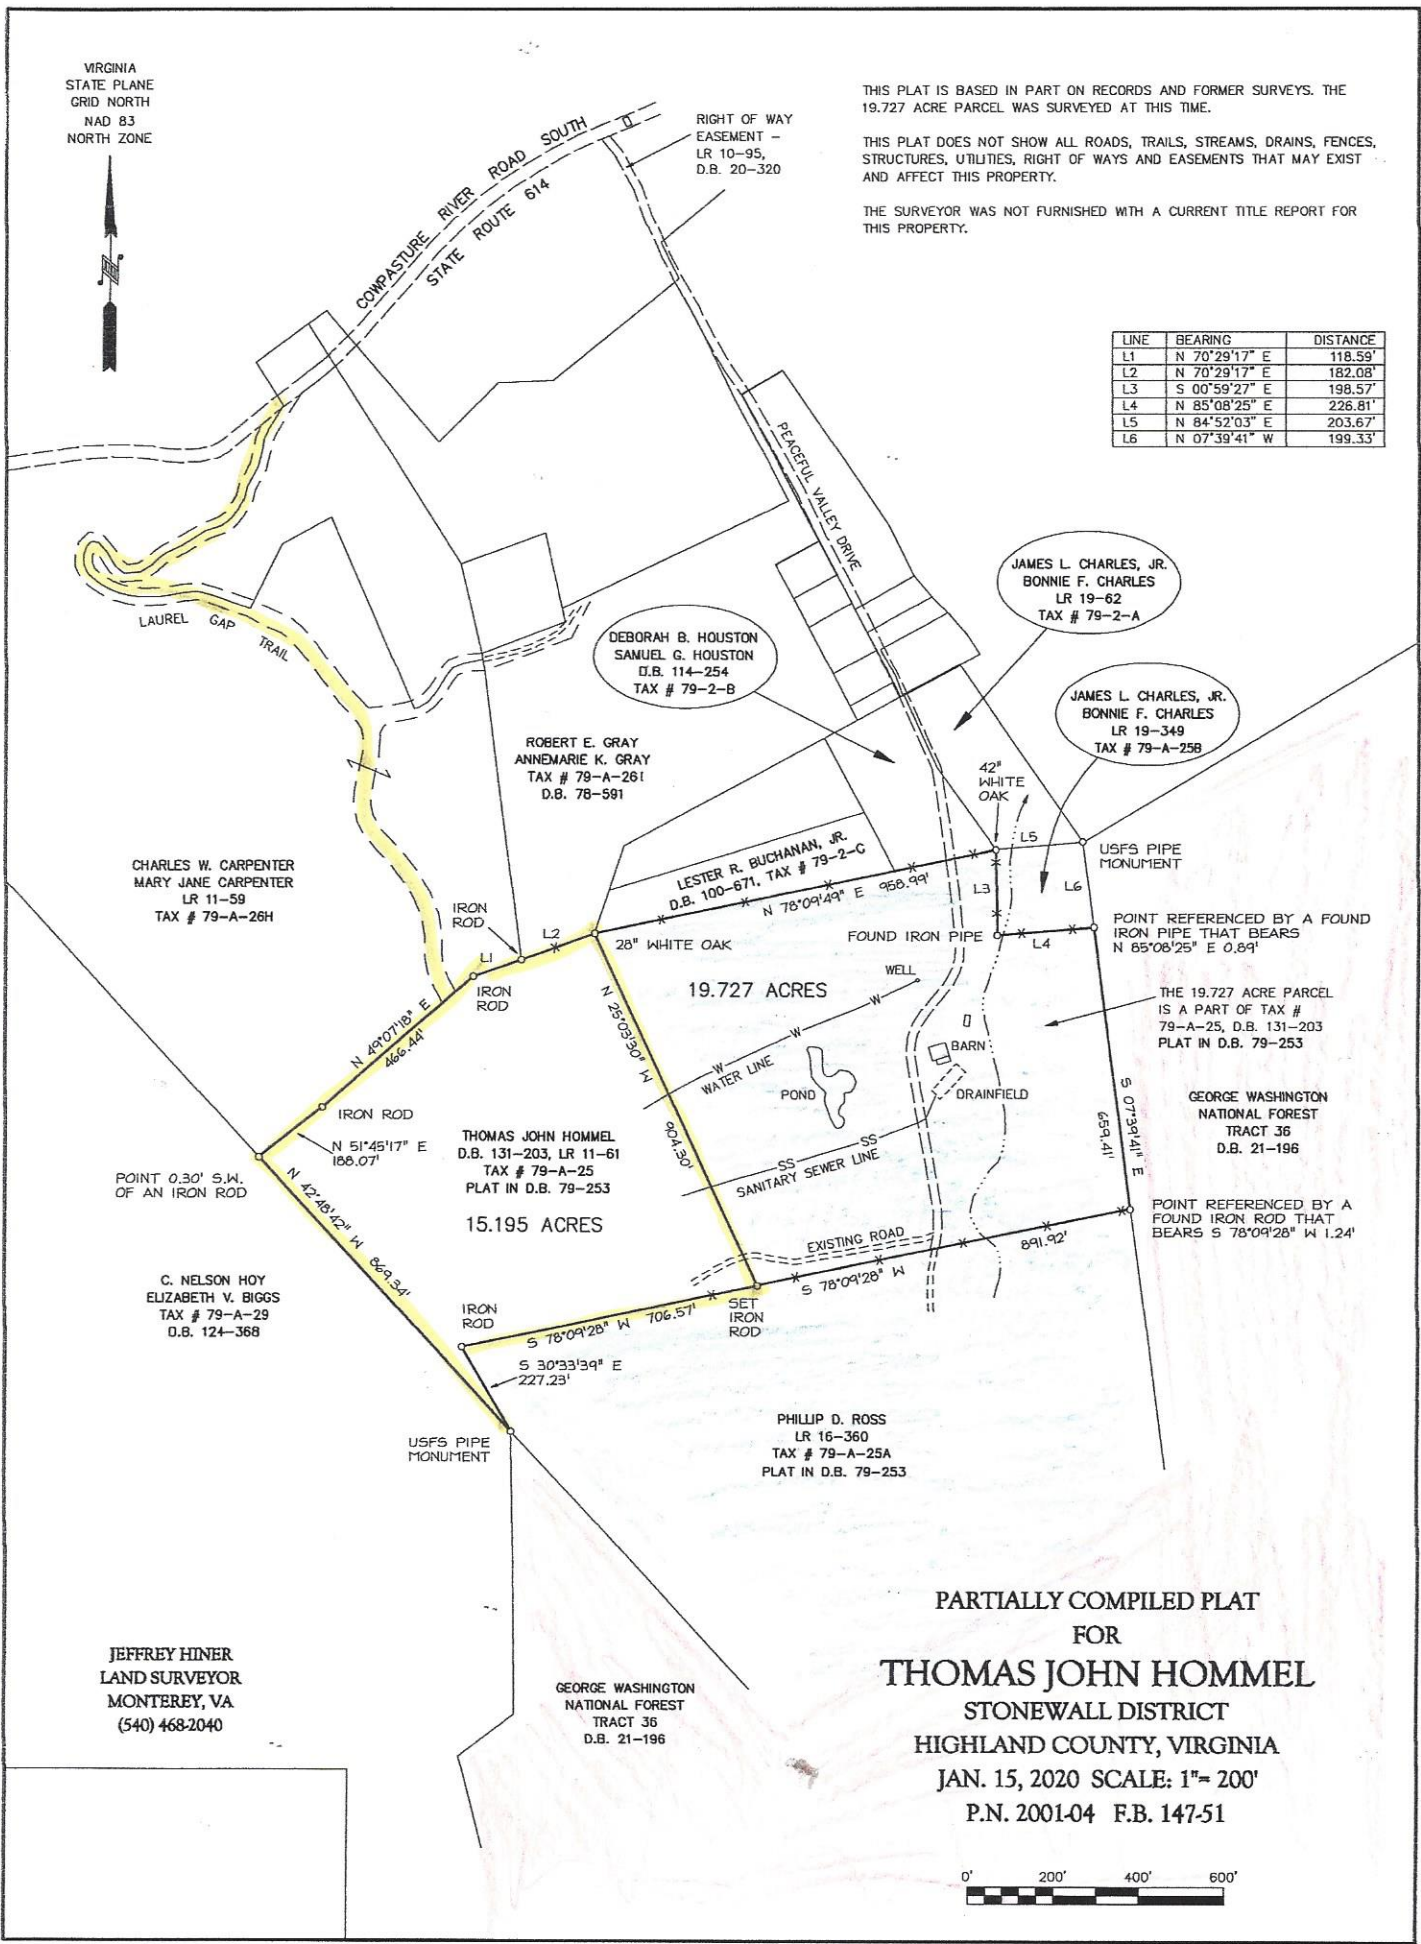 VIRGINIA
STATE PLANE
GRID NORTH
NAD 83
NORTH ZONE
THIS PLAT IS BASED IN PART ON RECORDS AND FORMER SURVEYS. THE
19.727 ACRE PARCEL WAS SURVEYED AT THIS TIME.
THIS PLAT DOES NOT SHOW ALL ROADS, TRAILS, STREAMS, DRAINS, FENCES,
STRUCTURES, UTILITIES, RIGHT OF WAYS AND EASEMENTS THAT MAY EXIST
AND AFFECT THIS PROPERTY.
THE SURVEYOR WAS NOT FURNISHED WITH A CURRENT TITLE REPORT FOR
THIS PROPERTY.
RIGHT OF WAY
EASEMENT –
LR 10-95,
D.B. 20-320
COWPASTURE RIVER ROAD SOUTH
STATE ROUTE 614
LINE BEARING DISTANCE
L1 N 70°29'17" E 118.59'
L2 N 70°29'17" E 182.08'
L3 S 00°59'27" E 198.57'
L4 N 85°08'25" E 226.81'
L5 N 84°52'03" E 203.67'
L6 N 07°39'41" W 199.33'
PEACEFUL VALLEY DRIVE
LAUREL GAP TRAIL
JAMES L. CHARLES, JR.
BONNIE F. CHARLES
LR 19-62
TAX # 79-2-A
DEBORAH B. HOUSTON
SAMUEL G. HOUSTON
D.B. 114-254
TAX # 79-2-B
JAMES L. CHARLES, JR.
BONNIE F. CHARLES
LR 19-349
TAX # 79-A-25B
ROBERT E. GRAY
ANNEMARIE K. GRAY
TAX # 79-A-26I
D.B. 78-591
42"
WHITE
OAK
L5
USFS PIPE
MONUMENT
LESTER R. BUCHANAN, JR.
D.B. 100-671, TAX # 79-2-C
N 78°09'49" E 958.99'
CHARLES W. CARPENTER
MARY JANE CARPENTER
LR 11-59
TAX # 79-A-26H
L3
L6
IRON
ROD
L2
28" WHITE OAK
FOUND IRON PIPE
L4
POINT REFERENCED BY A FOUND
IRON PIPE THAT BEARS
N 85°08'25" E 0.89'
L1
IRON
ROD
WELL
19.727 ACRES
W
W
W
WATER LINE
THE 19.727 ACRE PARCEL
IS A PART OF TAX #
79-A-25, D.B. 131-203
PLAT IN D.B. 79-253
N 49°07'18" E
466.44'
N 25°03'30" W
904.30'
BARN
POND
DRAINFIELD
S 07°39'41" E
659.41'
GEORGE WASHINGTON
NATIONAL FOREST
TRACT 36
D.B. 21-196
IRON ROD
N 51°45'17" E
188.07'
THOMAS JOHN HOMMEL
D.B. 131-203, LR 11-61
TAX # 79-A-25
PLAT IN D.B. 79-253
15.195 ACRES
SS
SS
SANITARY SEWER LINE
POINT 0.30' S.W.
OF AN IRON ROD
N 42°48'42" W 869.34'
POINT REFERENCED BY A
FOUND IRON ROD THAT
BEARS S 78°09'28" W 1.24'
EXISTING ROAD
S 78°09'28" W 891.92'
C. NELSON HOY
ELIZABETH V. BIGGS
TAX # 79-A-29
D.B. 124-368
IRON
ROD
S 78°09'28" W 706.57'
SET
IRON
ROD
S 30°33'39" E
227.23'
USFS PIPE
MONUMENT
PHILLIP D. ROSS
LR 16-360
TAX # 79-A-25A
PLAT IN D.B. 79-253
JEFFREY HINER
LAND SURVEYOR
MONTEREY, VA
(540) 468-2040
GEORGE WASHINGTON
NATIONAL FOREST
TRACT 36
D.B. 21-196
PARTIALLY COMPILED PLAT
FOR
THOMAS JOHN HOMMEL
STONEWALL DISTRICT
HIGHLAND COUNTY, VIRGINIA
JAN. 15, 2020 SCALE: 1"= 200'
P.N. 2001-04 F.B. 147-51
0' 200' 400' 600'